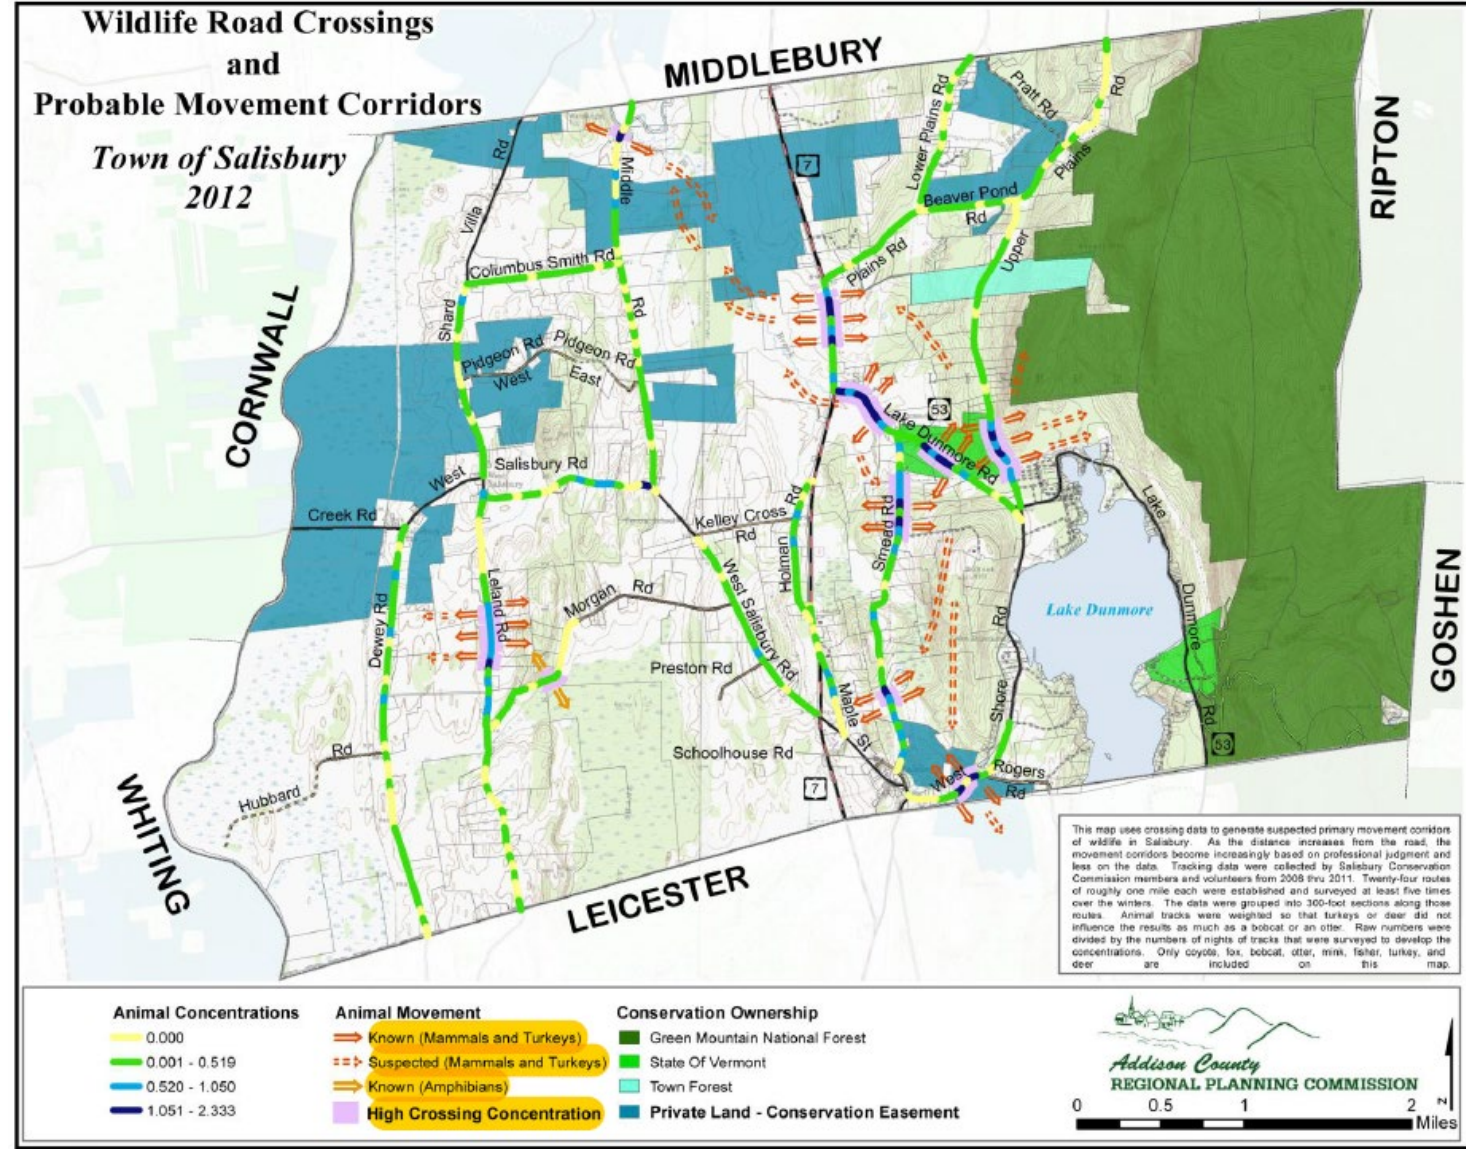 Wildlife Road Crossings
and
Probable Movement Corridors
Town of Salisbury
2012
MIDDLEBURY
RIPTON
CORNWALL
GOSHEN
WHITING
LEICESTER
Villa
Rd
Middle
Rd
7
Lower Plains Rd
Pratt Rd
Rd
Plains
Beaver Pond
Rd
Upper
Plains Rd
Columbus Smith Rd
Shard
Pidgeon Rd
West
Pidgeon Rd
East
53
Lake Dunmore Rd
West
Salisbury Rd
Creek Rd
Kelley Cross
Rd
Holman
Rd
Smead Rd
Lake
Dunmore
Rd
53
Lake Dunmore
Leland Rd
Morgan
Rd
Dewey Rd
West Salisbury Rd
Preston Rd
Maple
St
Shore
Rd
Schoolhouse Rd
7
West
Rogers
Rd
Hubbard
Rd
This map uses crossing data to generate suspected primary movement corridors
of wildlife in Salisbury. As the distance increases from the road, the
movement corridors become increasingly based on professional judgment and
less on the data. Tracking data were collected by Salisbury Conservation
Commission members and volunteers from 2008 thru 2011. Twenty-four routes
of roughly one mile each were established and surveyed at least five times
over the winters. The data were grouped into 300-foot sections along those
routes. Animal tracks were weighted so that turkeys or deer did not
influence the results as much as a bobcat or an otter. Raw numbers were
divided by the numbers of nights of tracks that were surveyed to develop the
concentrations. Only coyote, fox, bobcat, otter, mink, fisher, turkey, and
deer are included on this map.
Animal Concentrations
0.000
0.001 - 0.519
0.520 - 1.050
1.051 - 2.333
Animal Movement
Known (Mammals and Turkeys)
Suspected (Mammals and Turkeys)
Known (Amphibians)
High Crossing Concentration
Conservation Ownership
Green Mountain National Forest
State Of Vermont
Town Forest
Private Land - Conservation Easement
Addison County
REGIONAL PLANNING COMMISSION
0 0.5 1 2
Miles
N